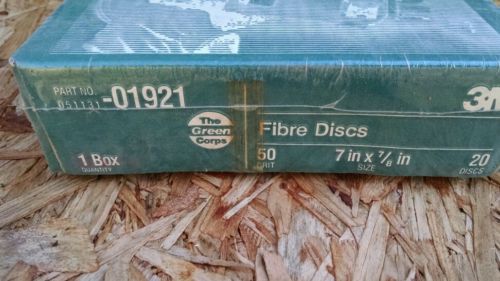 PART NO.
051131-01921
The
Green
Corps
3M
Fibre Discs
1 Box
QUANTITY
50
GRIT
7 in x 7/8 in
SIZE
20
DISCS